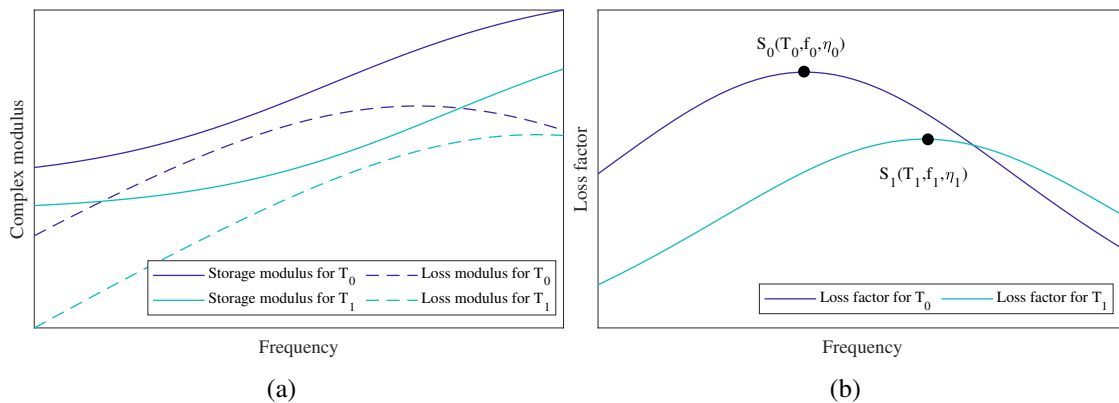 Complex modulus
Storage modulus for T0
Loss modulus for T0
Storage modulus for T1
Loss modulus for T1
Frequency
(a)
Loss factor
S0(T0,f0,η0)
S1(T1,f1,η1)
Loss factor for T0
Loss factor for T1
Frequency
(b)